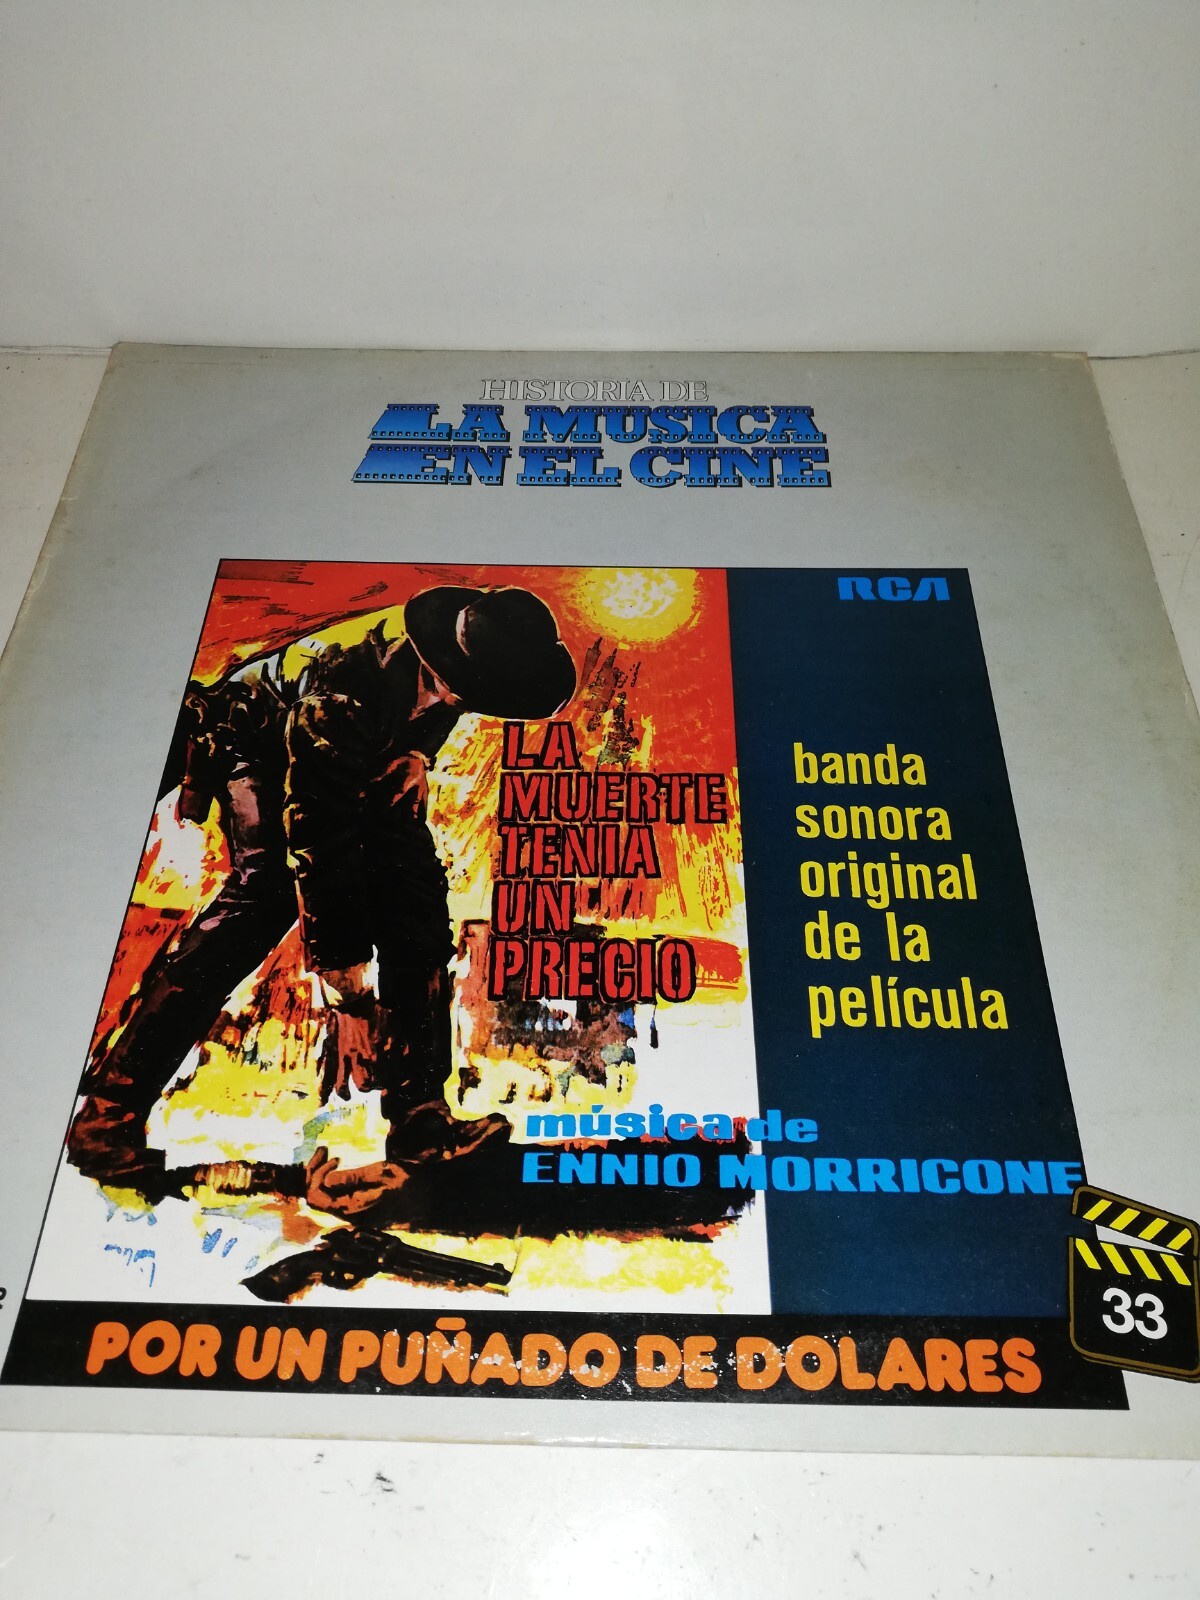 HISTORIA DE
LA MUSICA
EN EL CINE
RCA
LA
MUERTE
TENIA
UN
PRECIO
banda
sonora
original
de la
película
música de
ENNIO MORRICONE
33
POR UN PUÑADO DE DOLARES